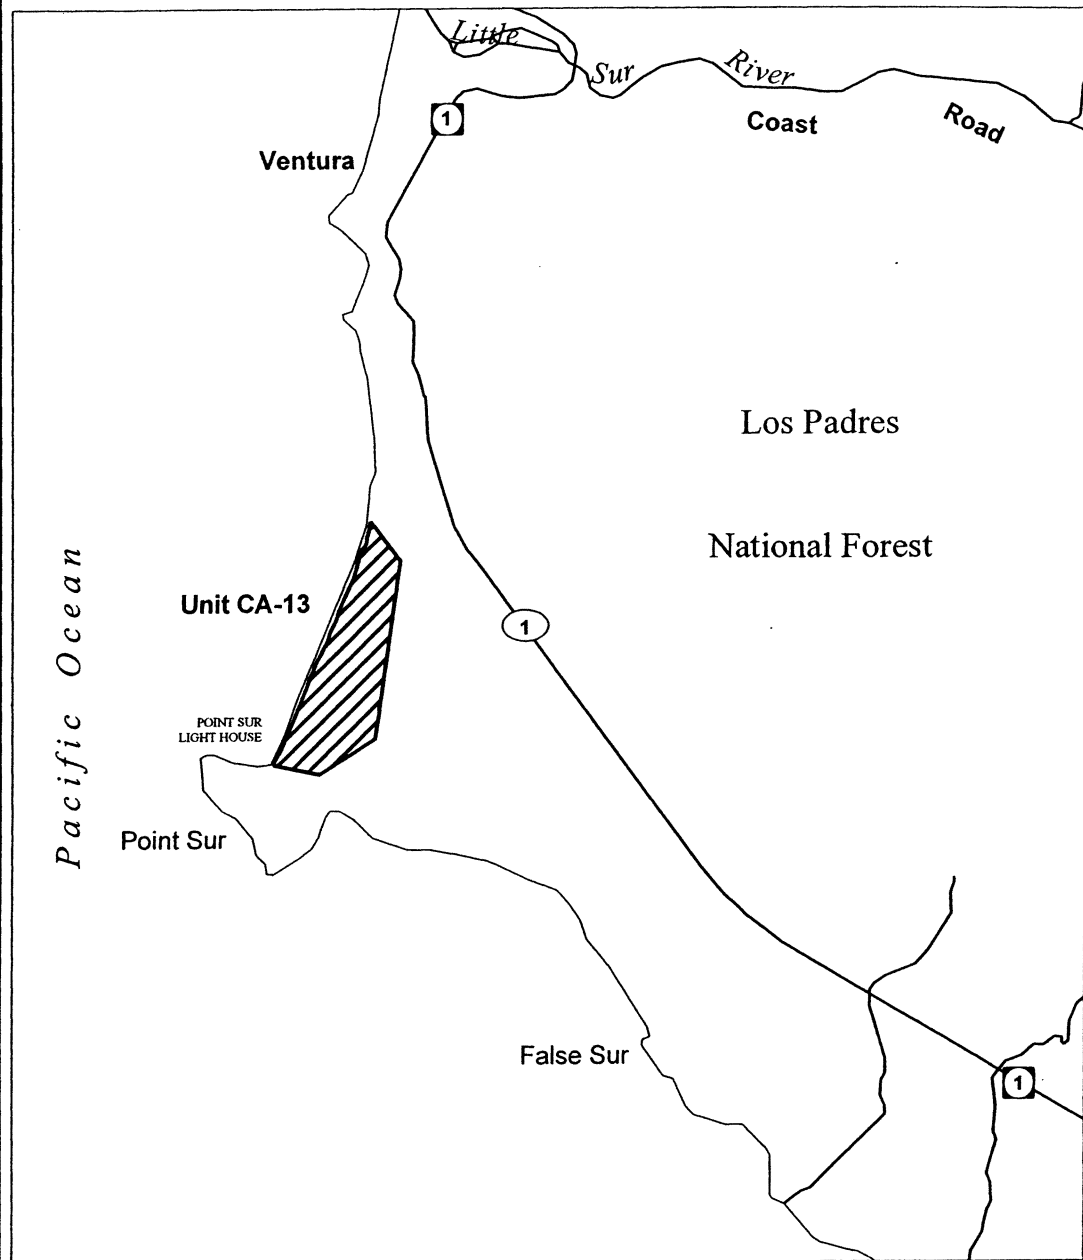 Little
Sur
River
1
Coast
Road
Ventura
Los Padres
National Forest
Pacific Ocean
Unit CA-13
1
POINT SUR
LIGHT HOUSE
Point Sur
False Sur
1